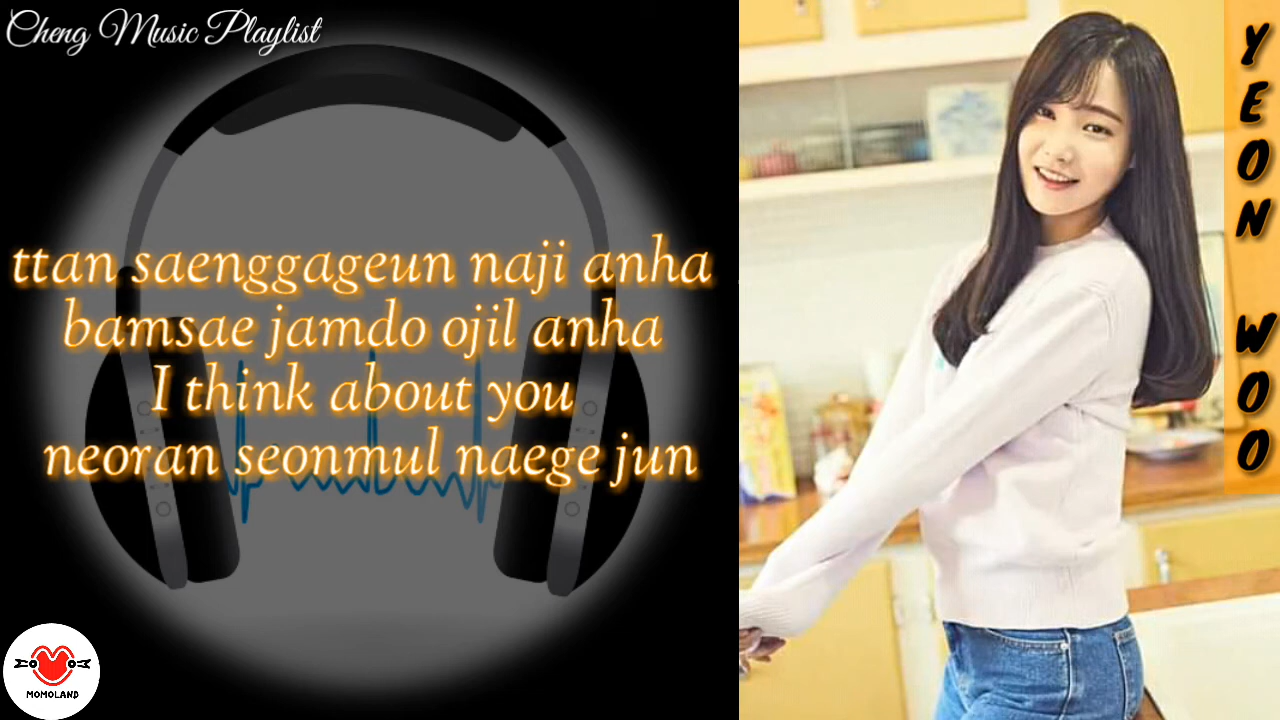 Cheng Music Playlist
ttan saenggageun naji anha
bamsae jamdo ojil anha
I think about you
neoran seonmul naege jun
MOMOLAND
YEON WOO